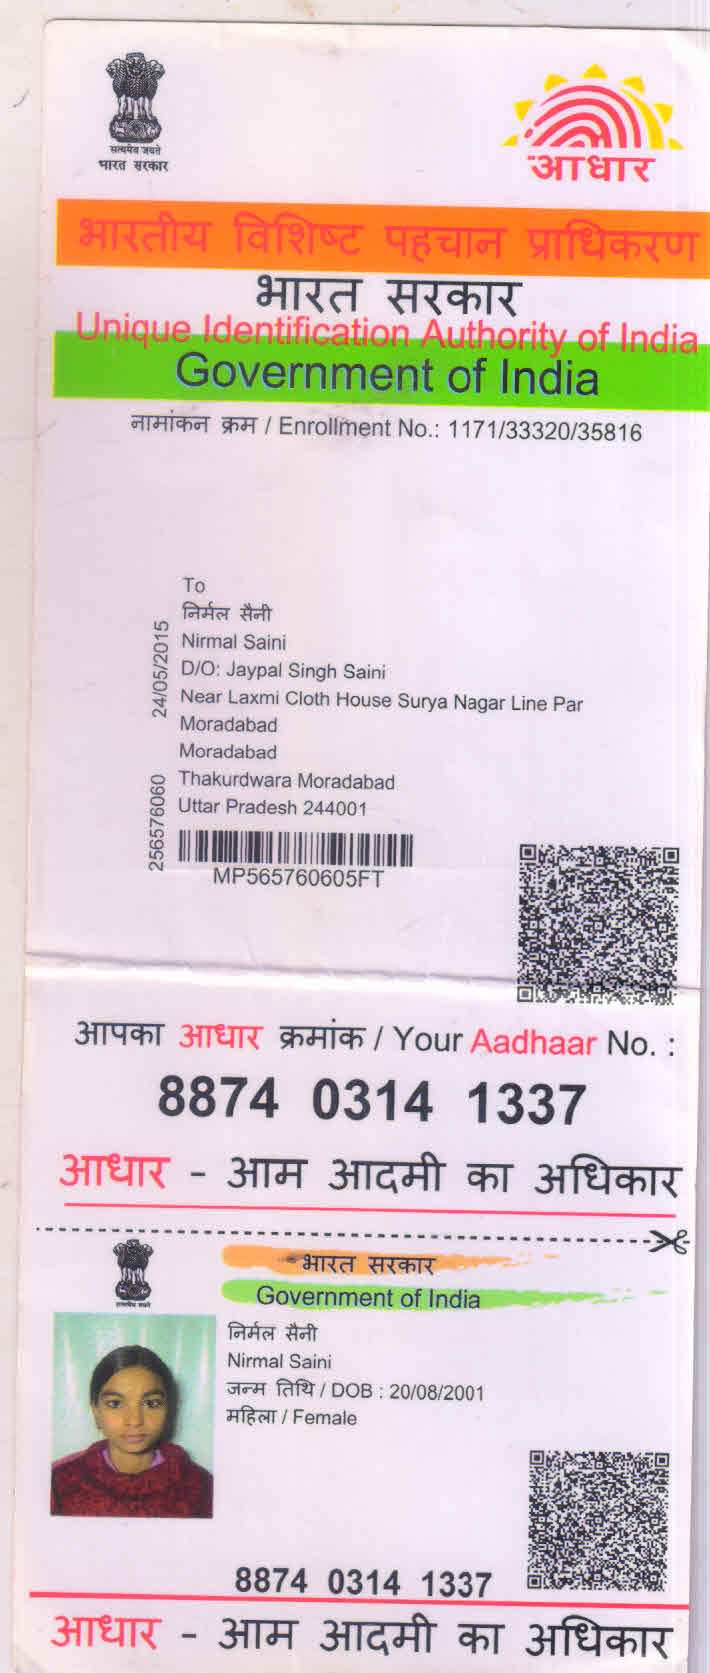 सत्यमेव जयते
भारत सरकार
आधार
भारतीय विशिष्ट पहचान प्राधिकरण
भारत सरकार
Unique Identification Authority of India
Government of India
नामांकन क्रम / Enrollment No.: 1171/33320/35816
To
निर्मल सैनी
Nirmal Saini
D/O: Jaypal Singh Saini
Near Laxmi Cloth House Surya Nagar Line Par
Moradabad
Moradabad
Thakurdwara Moradabad
Uttar Pradesh 244001
24/05/2015
256576060
MP565760605FT
आपका आधार क्रमांक / Your Aadhaar No. :
8874 0314 1337
आधार - आम आदमी का अधिकार
सत्यमेव जयते
भारत सरकार
Government of India
निर्मल सैनी
Nirmal Saini
जन्म तिथि / DOB : 20/08/2001
महिला / Female
8874 0314 1337
आधार - आम आदमी का अधिकार